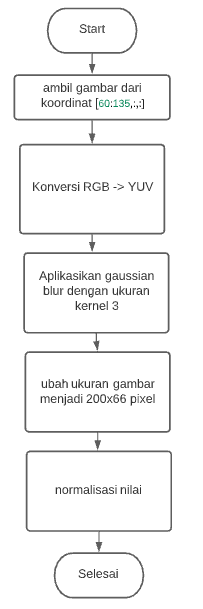 Start
ambil gambar dari
koordinat [60:135,:,:]
Konversi RGB -> YUV
Aplikasikan gaussian
blur dengan ukuran
kernel 3
ubah ukuran gambar
menjadi 200x66 pixel
normalisasi nilai
Selesai